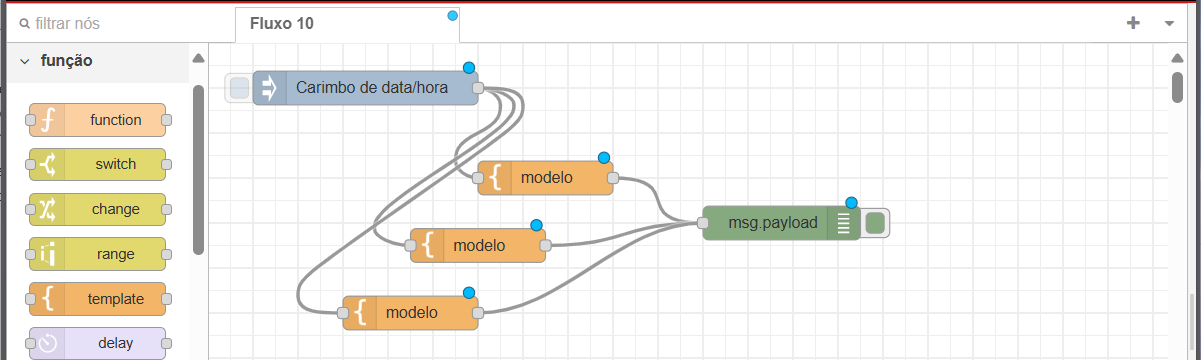 filtrar nós
Fluxo 10
função
Carimbo de data/hora
function
switch
modelo
change
msg.payload
range
modelo
template
modelo
delay